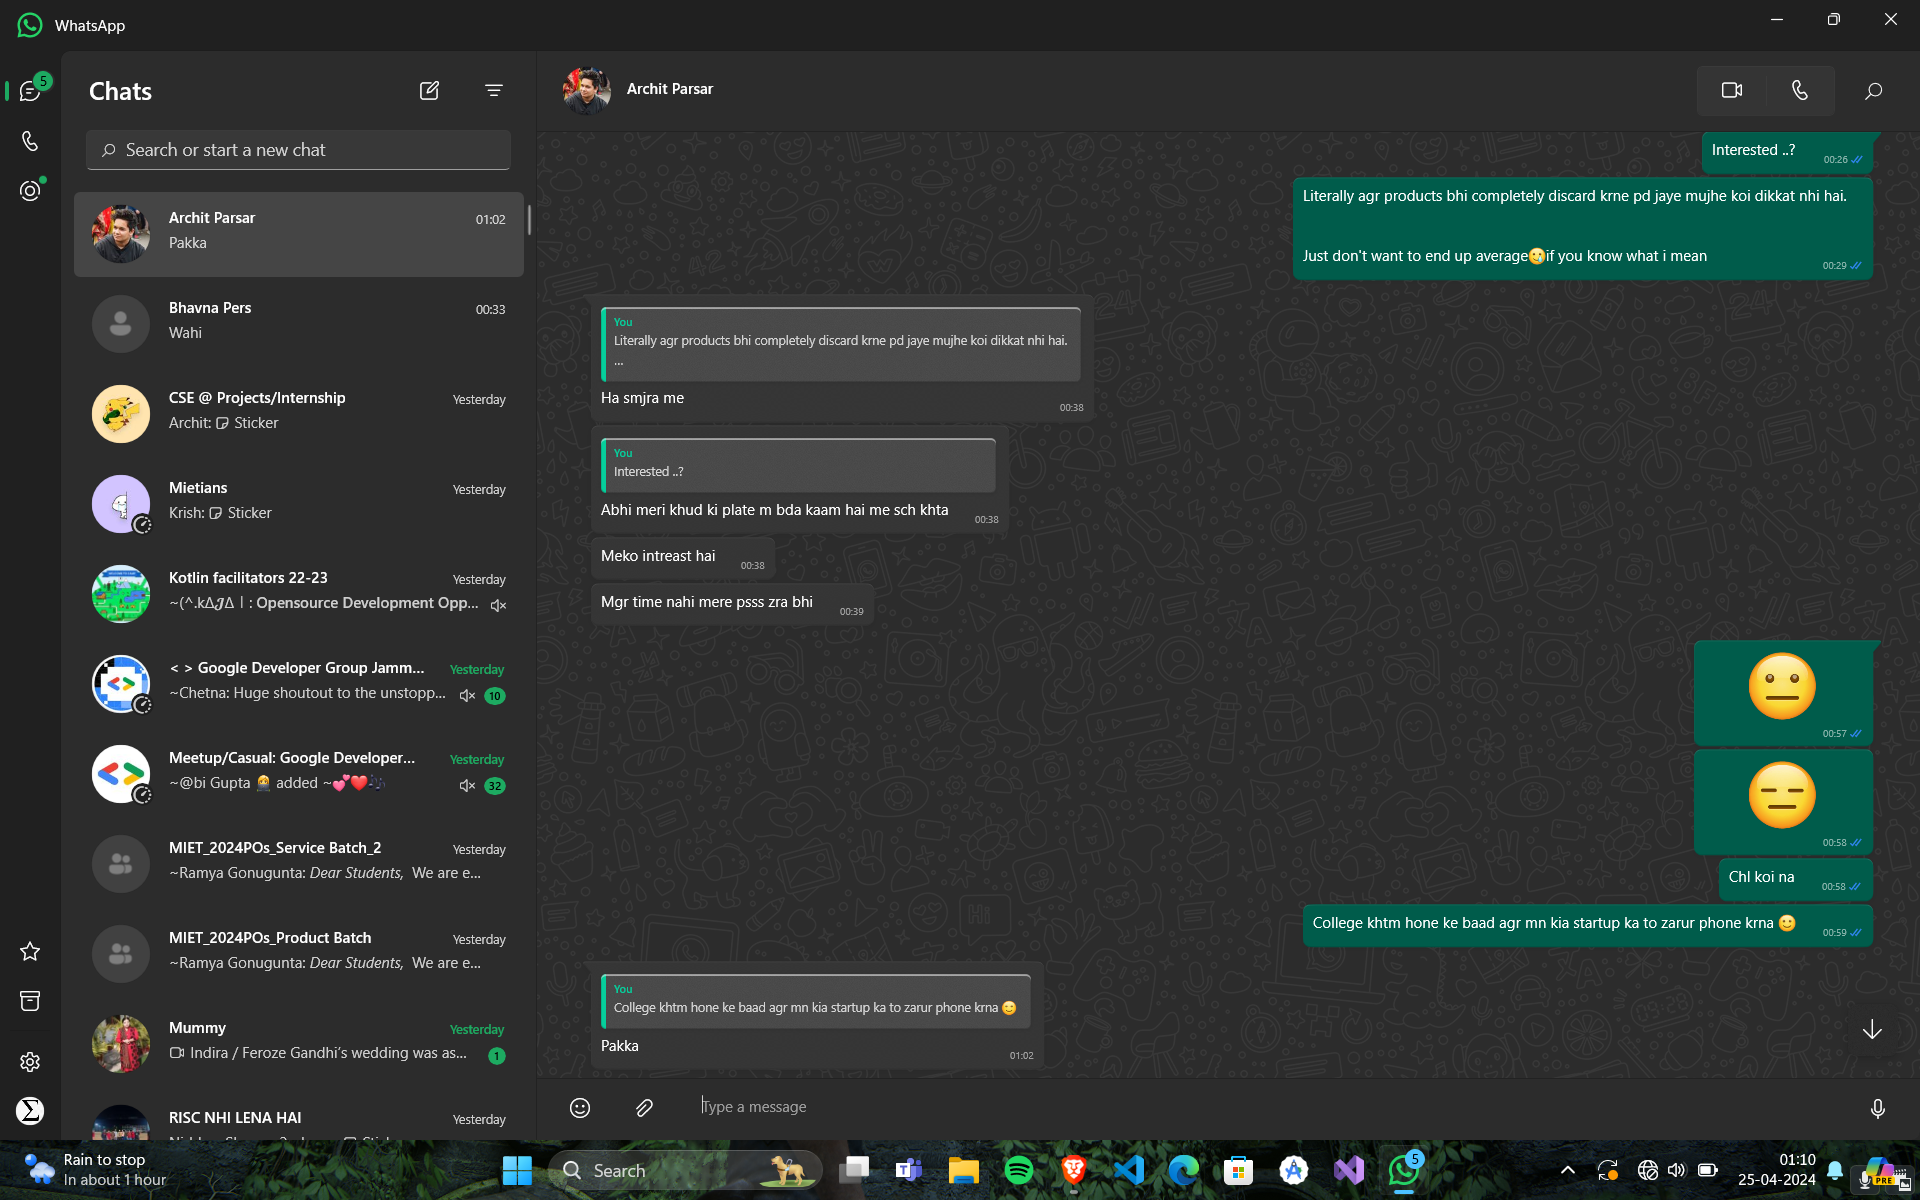 WhatsApp
5
Chats
Search or start a new chat
Archit Parsar
01:02
Pakka
Bhavna Pers
00:33
Wahi
CSE @ Projects/Internship
Yesterday
Archit: Sticker
Mietians
Yesterday
Krish: Sticker
Kotlin facilitators 22-23
Yesterday
: Opensource Development Opp...
< > Google Developer Group Jamm...
Yesterday
~Chetna: Huge shoutout to the unstopp...
10
Meetup/Casual: Google Developer...
Yesterday
~@bi Gupta 👩‍💻 added ~💕❤️🎶
32
MIET_2024POs_Service Batch_2
Yesterday
~Ramya Gonugunta: Dear Students, We are e...
MIET_2024POs_Product Batch
Yesterday
~Ramya Gonugunta: Dear Students, We are e...
Mummy
Yesterday
Indira / Feroze Gandhi’s wedding was as...
1
RISC NHI LENA HAI
Yesterday
Archit Parsar
Interested ..?
00:26
Literally agr products bhi completely discard krne pd jaye mujhe koi dikkat nhi hai.
Just don't want to end up average🥲if you know what i mean
00:29
You
Literally agr products bhi completely discard krne pd jaye mujhe koi dikkat nhi hai.
...
Ha smjra me
00:38
You
Interested ..?
Abhi meri khud ki plate m bda kaam hai me sch khta
00:38
Meko intreast hai
00:38
Mgr time nahi mere psss zra bhi
00:39
😐
00:57
😑
00:58
Chl koi na
00:58
College khtm hone ke baad agr mn kia startup ka to zarur phone krna 🙂
00:59
You
College khtm hone ke baad agr mn kia startup ka to zarur phone krna 😊
Pakka
01:02
Type a message
Rain to stop
In about 1 hour
Search
5
01:10
25-04-2024
PRE